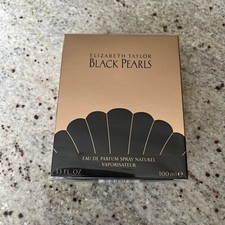 ELIZABETH TAYLOR
BLACK PEARLS
EAU DE PARFUM SPRAY NATUREL
VAPORISATEUR
3.3 FL.OZ.
100 ml e